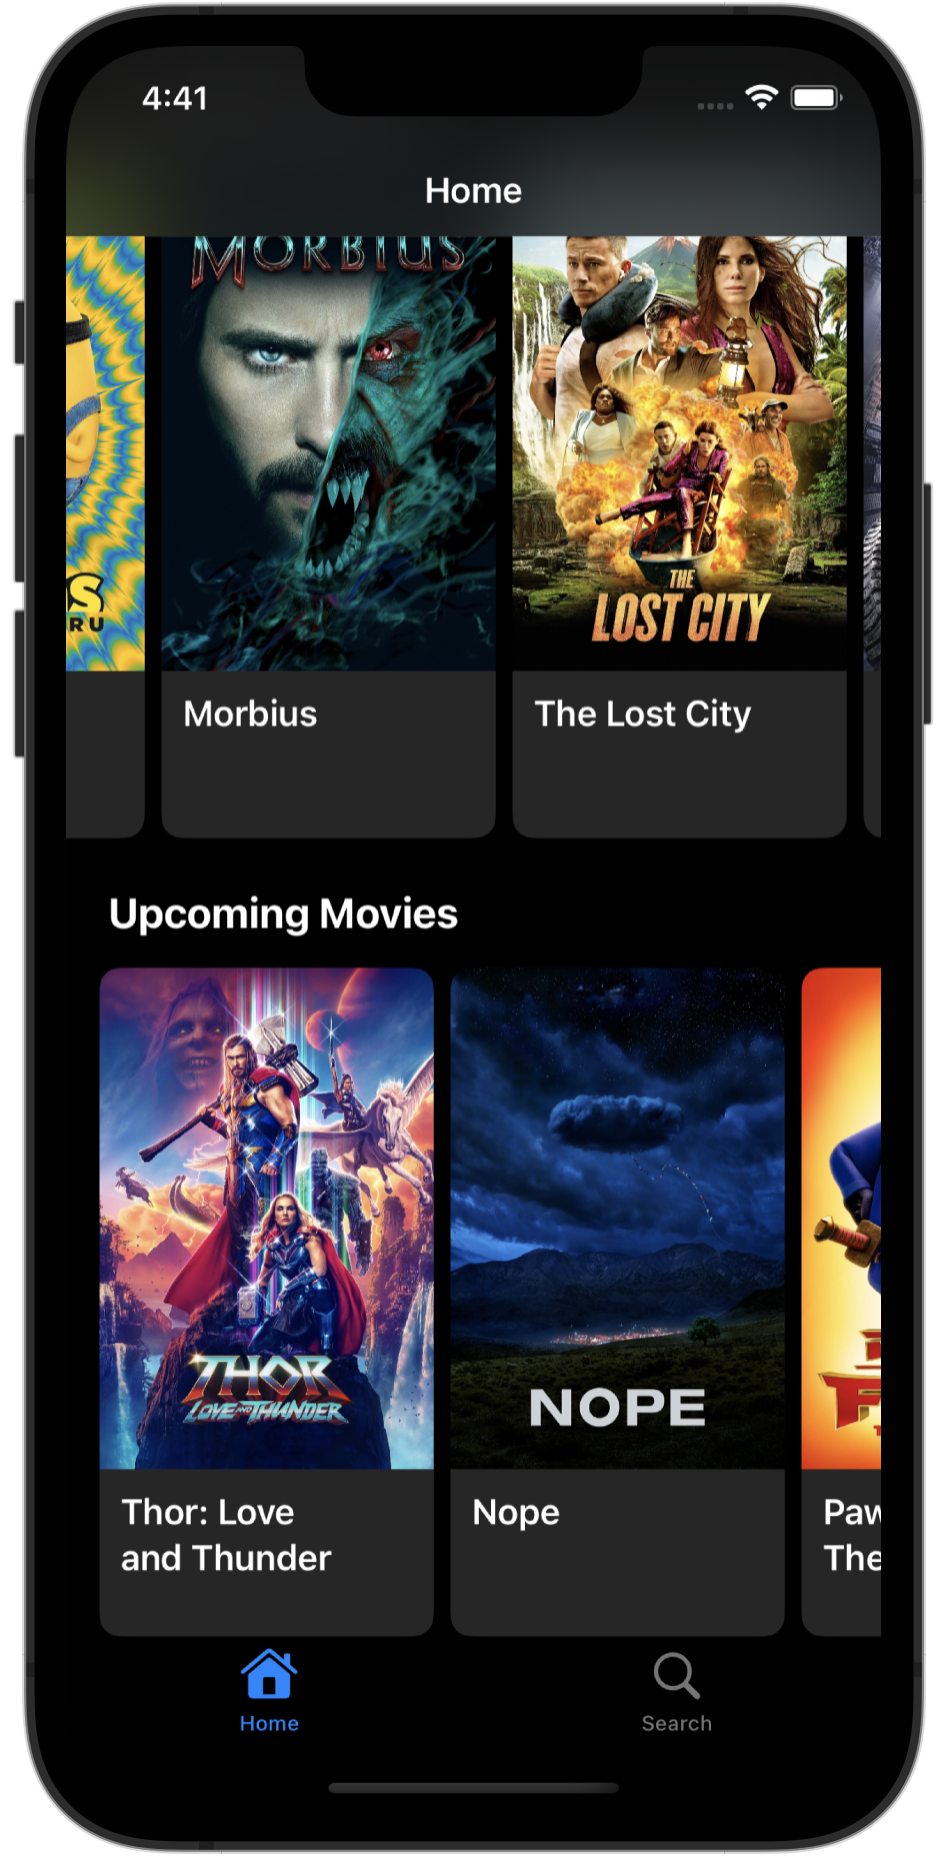 4:41
Home
MORBIUS
S
RU
THE
LOST CITY
Morbius
The Lost City
Upcoming Movies
THOR
LOVE AND THUNDER
NOPE
Thor: Love
and Thunder
Nope
Paw
The
Home
Search